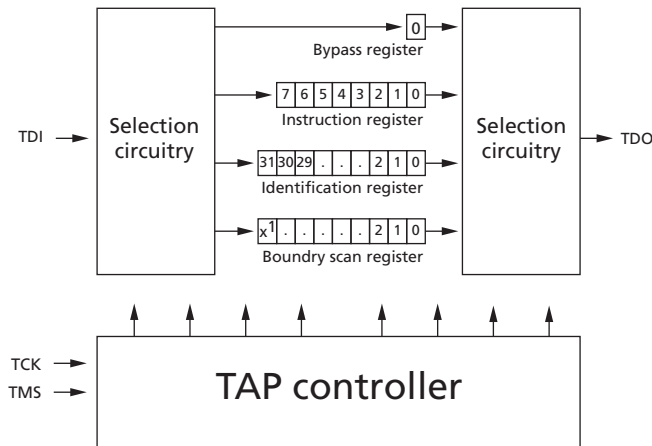 0
Bypass register
7 6 5 4 3 2 1 0
Instruction register
TDI
Selection
circuitry
Selection
circuitry
TDO
31 30 29 . . . 2 1 0
Identification register
x1 . . . . . 2 1 0
Boundry scan register
TCK
TMS
TAP controller